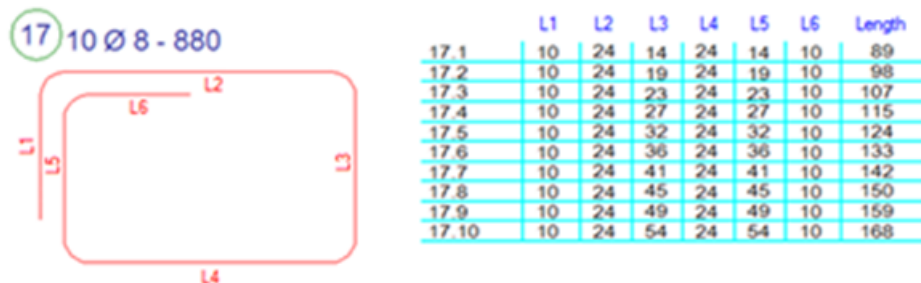 17 10 Ø 8 - 880
L2
L6
L1
L5
L3
L4
L1 L2 L3 L4 L5 L6 Length
17.1 10 24 14 24 14 10 89
17.2 10 24 19 24 19 10 98
17.3 10 24 23 24 23 10 107
17.4 10 24 27 24 27 10 115
17.5 10 24 32 24 32 10 124
17.6 10 24 36 24 36 10 133
17.7 10 24 41 24 41 10 142
17.8 10 24 45 24 45 10 150
17.9 10 24 49 24 49 10 159
17.10 10 24 54 24 54 10 168